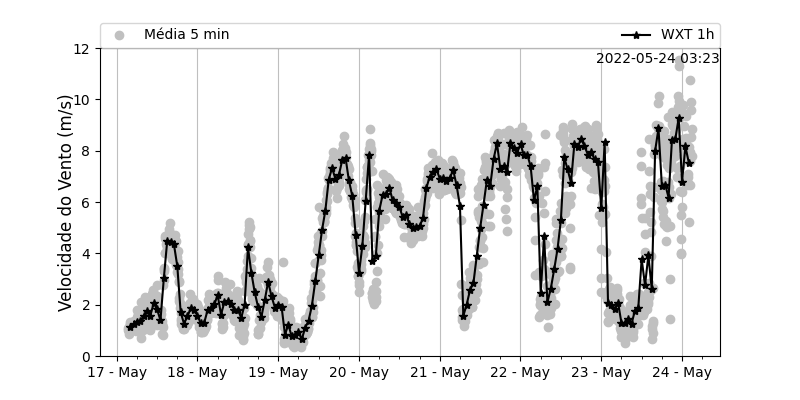 Média 5 min
WXT 1h
2022-05-24 03:23
Velocidade do Vento (m/s)
12
10
8
6
4
2
0
17 - May
18 - May
19 - May
20 - May
21 - May
22 - May
23 - May
24 - May